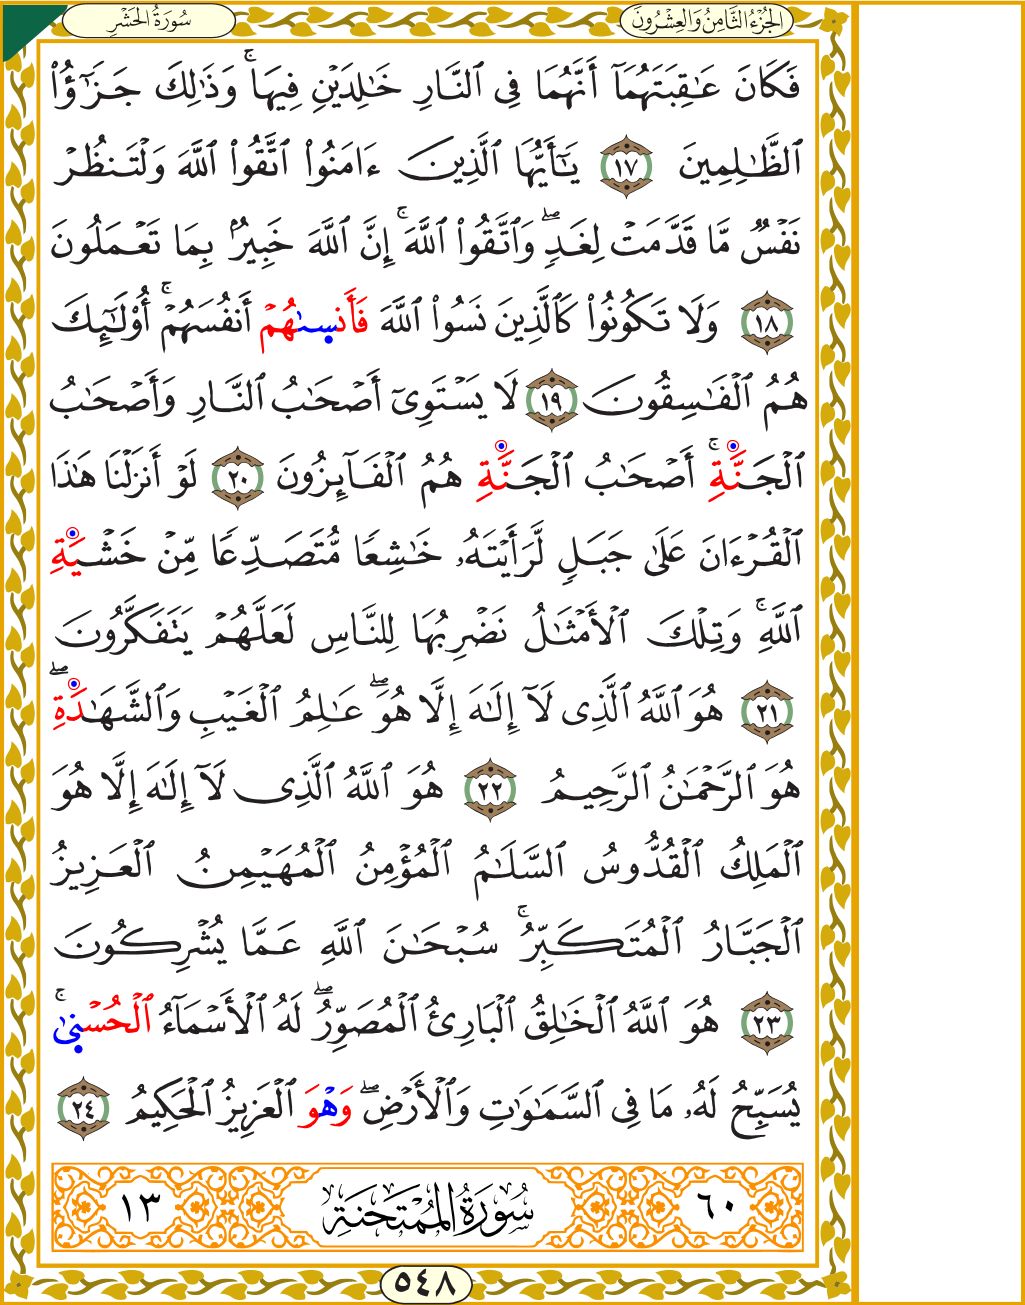 الجُزْءُ الثَّامِنُ وَالعِشْرُونَ
سُورَةُ الحَشْرِ
فَكَانَ عَٰقِبَتَهُمَآ أَنَّهُمَا فِي ٱلنَّارِ خَٰلِدَيْنِ فِيهَاۚ وَذَٰلِكَ جَزَٰٓؤُاْ
ٱلظَّٰلِمِينَ ١٧ يَٰٓأَيُّهَا ٱلَّذِينَ ءَامَنُواْ ٱتَّقُواْ ٱللَّهَ وَلْتَنظُرْ
نَفْسٌ مَّا قَدَّمَتْ لِغَدٍۖ وَٱتَّقُواْ ٱللَّهَۚ إِنَّ ٱللَّهَ خَبِيرٌۢ بِمَا تَعْمَلُونَ
١٨ وَلَا تَكُونُواْ كَٱلَّذِينَ نَسُواْ ٱللَّهَ فَأَنسىٰهُمْ أَنفُسَهُمْۚ أُوْلَٰٓئِكَ
هُمُ ٱلْفَٰسِقُونَ ١٩ لَا يَسْتَوِيٓ أَصْحَٰبُ ٱلنَّارِ وَأَصْحَٰبُ
ٱلْجَنَّةِۚ أَصْحَٰبُ ٱلْجَنَّةِ هُمُ ٱلْفَآئِزُونَ ٢٠ لَوْ أَنزَلْنَا هَٰذَا
ٱلْقُرْءَانَ عَلَىٰ جَبَلٍ لَّرَأَيْتَهُۥ خَٰشِعًا مُّتَصَدِّعًا مِّنْ خَشْيَةِ
ٱللَّهِۚ وَتِلْكَ ٱلْأَمْثَٰلُ نَضْرِبُهَا لِلنَّاسِ لَعَلَّهُمْ يَتَفَكَّرُونَ
٢١ هُوَ ٱللَّهُ ٱلَّذِي لَآ إِلَٰهَ إِلَّا هُوَۖ عَٰلِمُ ٱلْغَيْبِ وَٱلشَّهَٰدَةِۖ
هُوَ ٱلرَّحْمَٰنُ ٱلرَّحِيمُ ٢٢ هُوَ ٱللَّهُ ٱلَّذِي لَآ إِلَٰهَ إِلَّا هُوَ
ٱلْمَلِكُ ٱلْقُدُّوسُ ٱلسَّلَٰمُ ٱلْمُؤْمِنُ ٱلْمُهَيْمِنُ ٱلْعَزِيزُ
ٱلْجَبَّارُ ٱلْمُتَكَبِّرُۚ سُبْحَٰنَ ٱللَّهِ عَمَّا يُشْرِكُونَ
٢٣ هُوَ ٱللَّهُ ٱلْخَٰلِقُ ٱلْبَارِئُ ٱلْمُصَوِّرُۖ لَهُ ٱلْأَسْمَآءُ ٱلْحُسْنىٰۚ
يُسَبِّحُ لَهُۥ مَا فِي ٱلسَّمَٰوَٰتِ وَٱلْأَرْضِۖ وَهْوَ ٱلْعَزِيزُ ٱلْحَكِيمُ ٢٤
٦٠ سُورَةُ المُمْتَحَنَةِ ١٣
٥٤٨